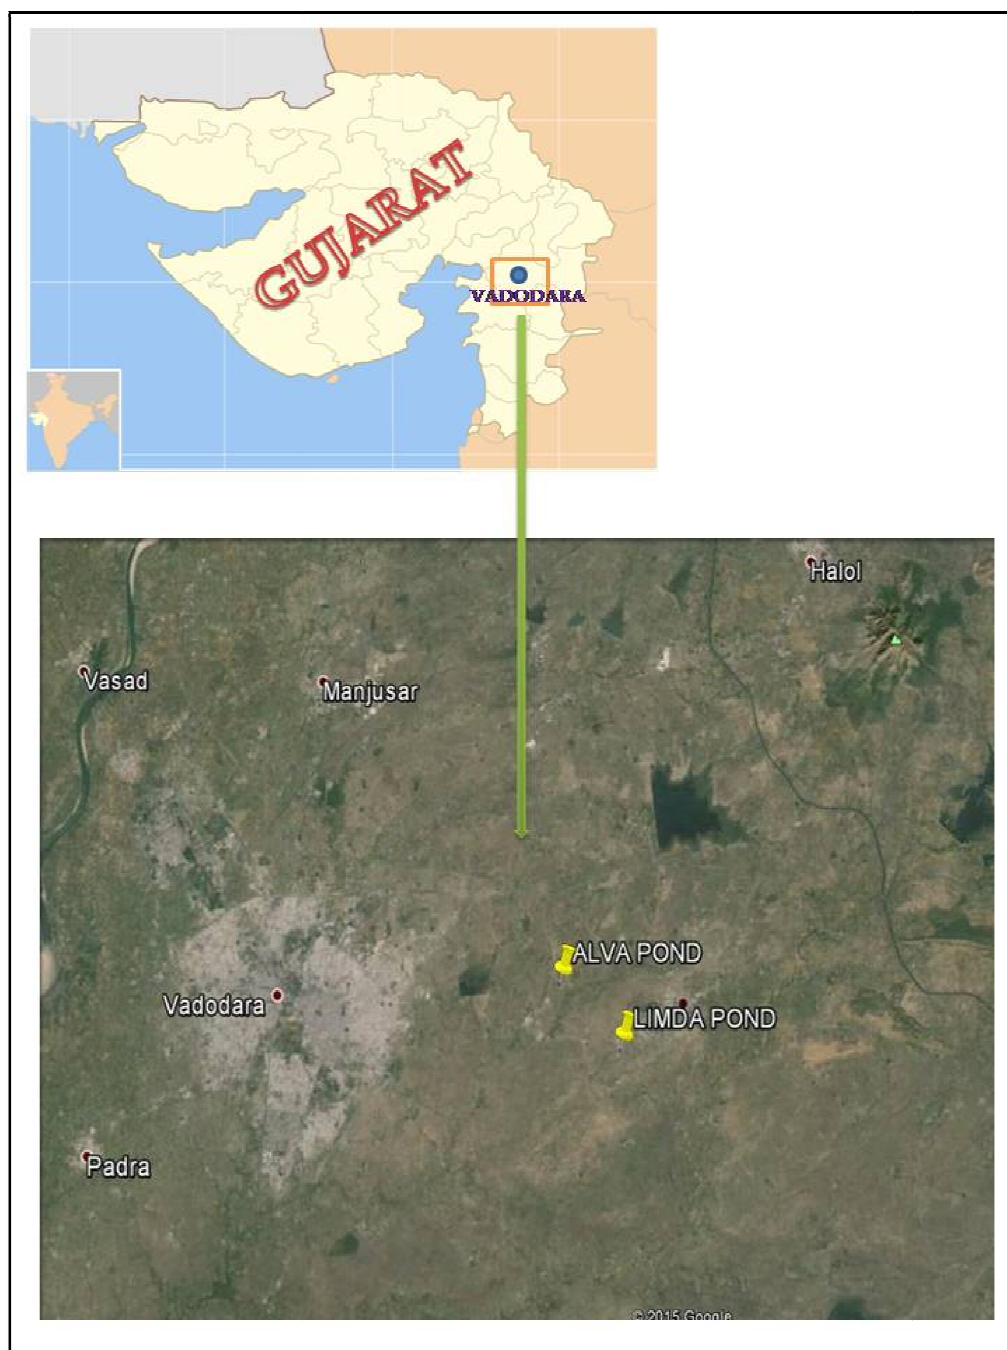 GUJARAT
VADODARA
Halol
Vasad
Manjusar
ALVA POND
Vadodara
LIMDA POND
Padra
© 2015 Google